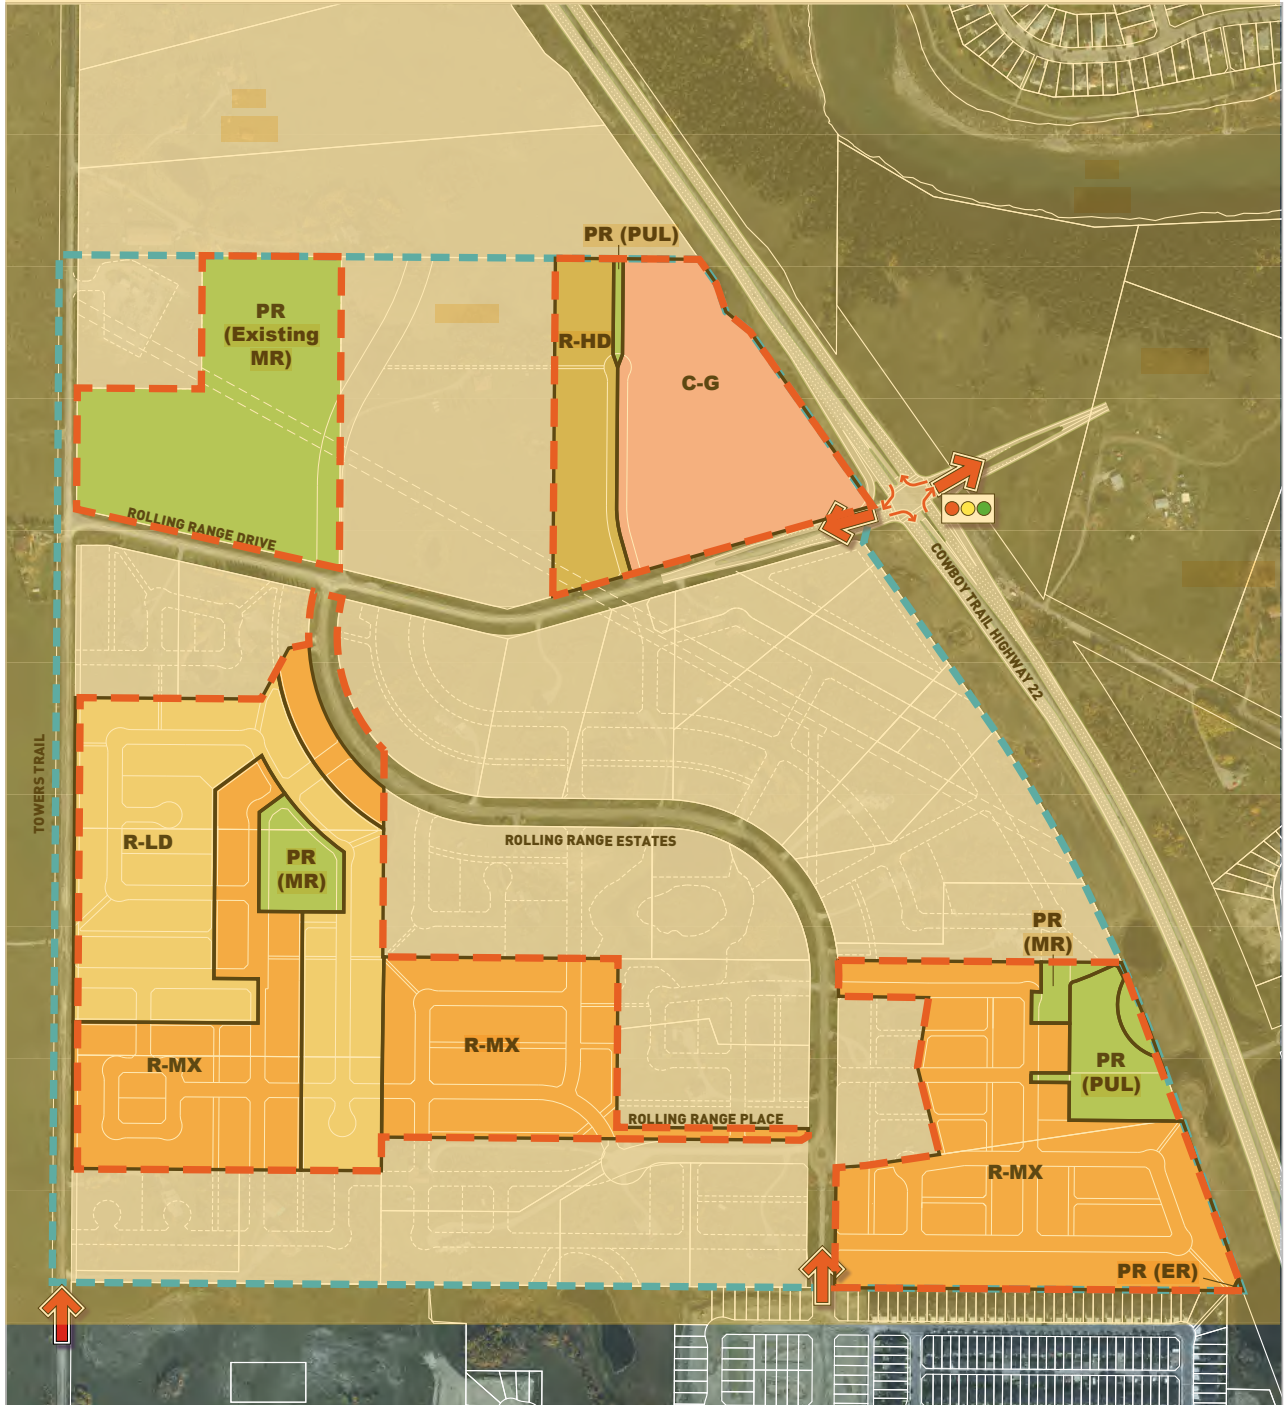 PR (PUL)
PR
(Existing
MR)
R-HD
C-G
ROLLING RANGE DRIVE
COWBOY TRAIL HIGHWAY 22
TOWERS TRAIL
R-LD
PR
(MR)
ROLLING RANGE ESTATES
PR
(MR)
R-MX
R-MX
PR
(PUL)
ROLLING RANGE PLACE
R-MX
PR (ER)